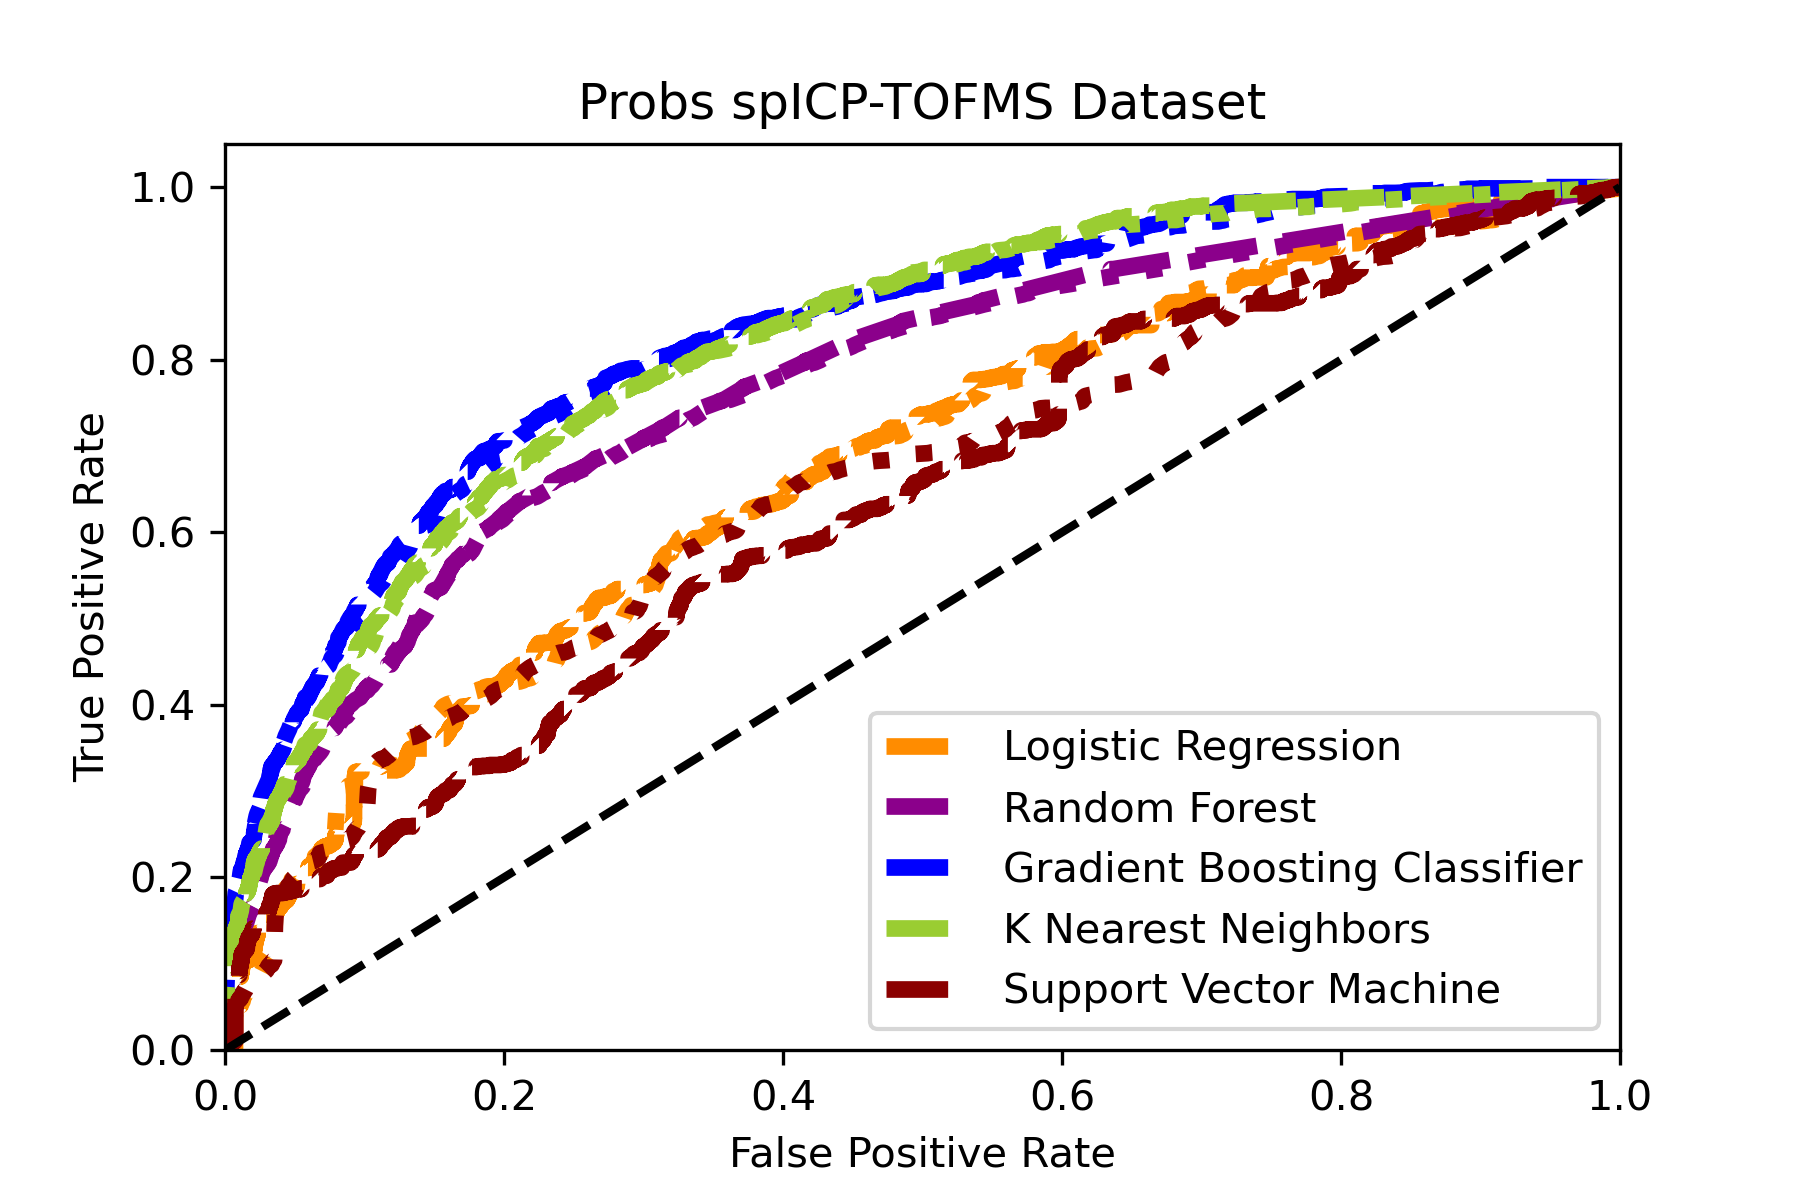 Probs spICP-TOFMS Dataset
1.0
0.8
0.6
0.4
0.2
0.0
True Positive Rate
0.0 0.2 0.4 0.6 0.8 1.0
False Positive Rate
Logistic Regression
Random Forest
Gradient Boosting Classifier
K Nearest Neighbors
Support Vector Machine